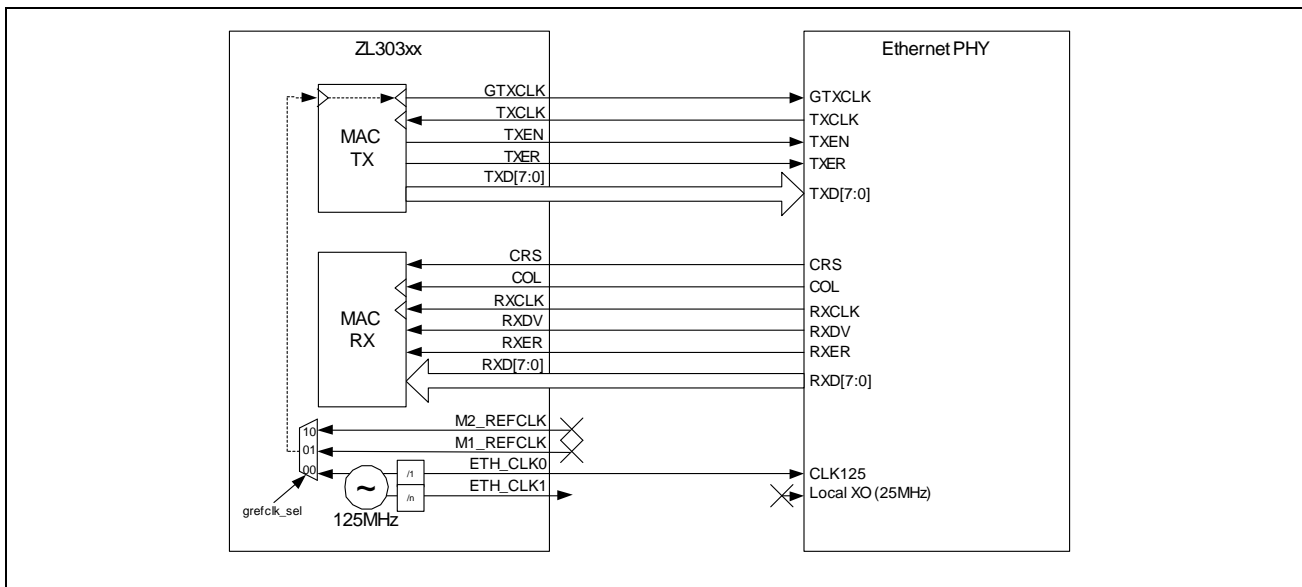 ZL303xx
Ethernet PHY
MAC
TX
GTXCLK
TXCLK
TXEN
TXER
TXD[7:0]
GTXCLK
TXCLK
TXEN
TXER
TXD[7:0]
MAC
RX
CRS
COL
RXCLK
RXDV
RXER
RXD[7:0]
CRS
COL
RXCLK
RXDV
RXER
RXD[7:0]
10
01
00
M2_REFCLK
M1_REFCLK
ETH_CLK0
ETH_CLK1
/1
/n
~
125MHz
grefclk_sel
CLK125
Local XO (25MHz)